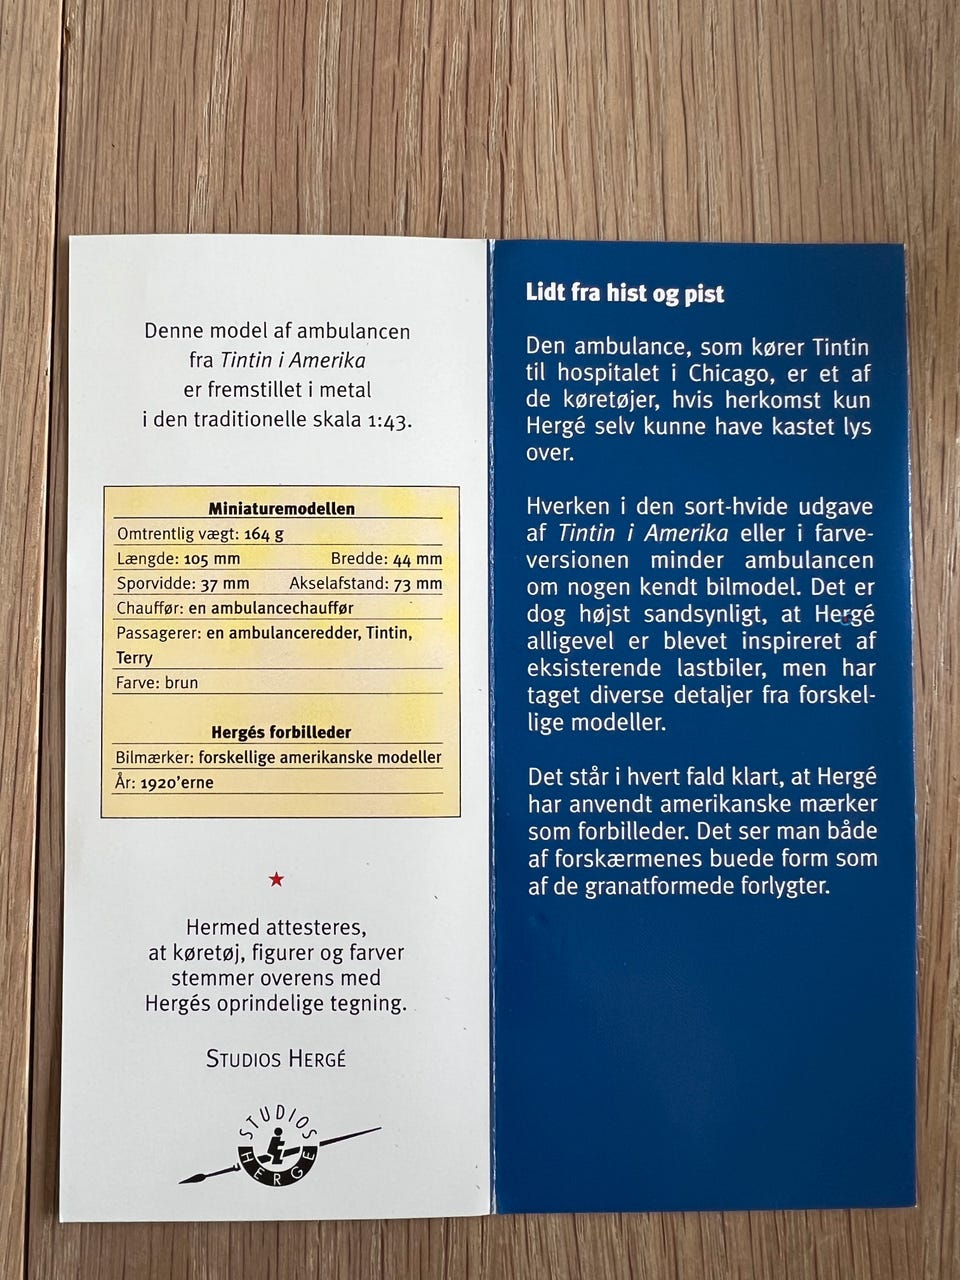 Denne model af ambulancen
fra Tintin i Amerika
er fremstillet i metal
i den traditionelle skala 1:43.
Miniaturemodellen
Omtrentlig vægt: 164 g
Længde: 105 mm Bredde: 44 mm
Sporvidde: 37 mm Akselafstand: 73 mm
Chauffør: en ambulancechauffør
Passagerer: en ambulanceredder, Tintin,
Terry
Farve: brun
Hergés forbilleder
Bilmærker: forskellige amerikanske modeller
År: 1920'erne
Hermed attesteres,
at køretøj, figurer og farver
stemmer overens med
Hergés oprindelige tegning.
STUDIOS HERGÉ
STUDIOS
HERGÉ
Lidt fra hist og pist
Den ambulance, som kører Tintin
til hospitalet i Chicago, er et af
de køretøjer, hvis herkomst kun
Hergé selv kunne have kastet lys
over.
Hverken i den sort-hvide udgave
af Tintin i Amerika eller i farve-
versionen minder ambulancen
om nogen kendt bilmodel. Det er
dog højst sandsynligt, at Hergé
alligevel er blevet inspireret af
eksisterende lastbiler, men har
taget diverse detaljer fra forskel-
lige modeller.
Det står i hvert fald klart, at Hergé
har anvendt amerikanske mærker
som forbilleder. Det ser man både
af forskærmenes buede form som
af de granatformede forlygter.